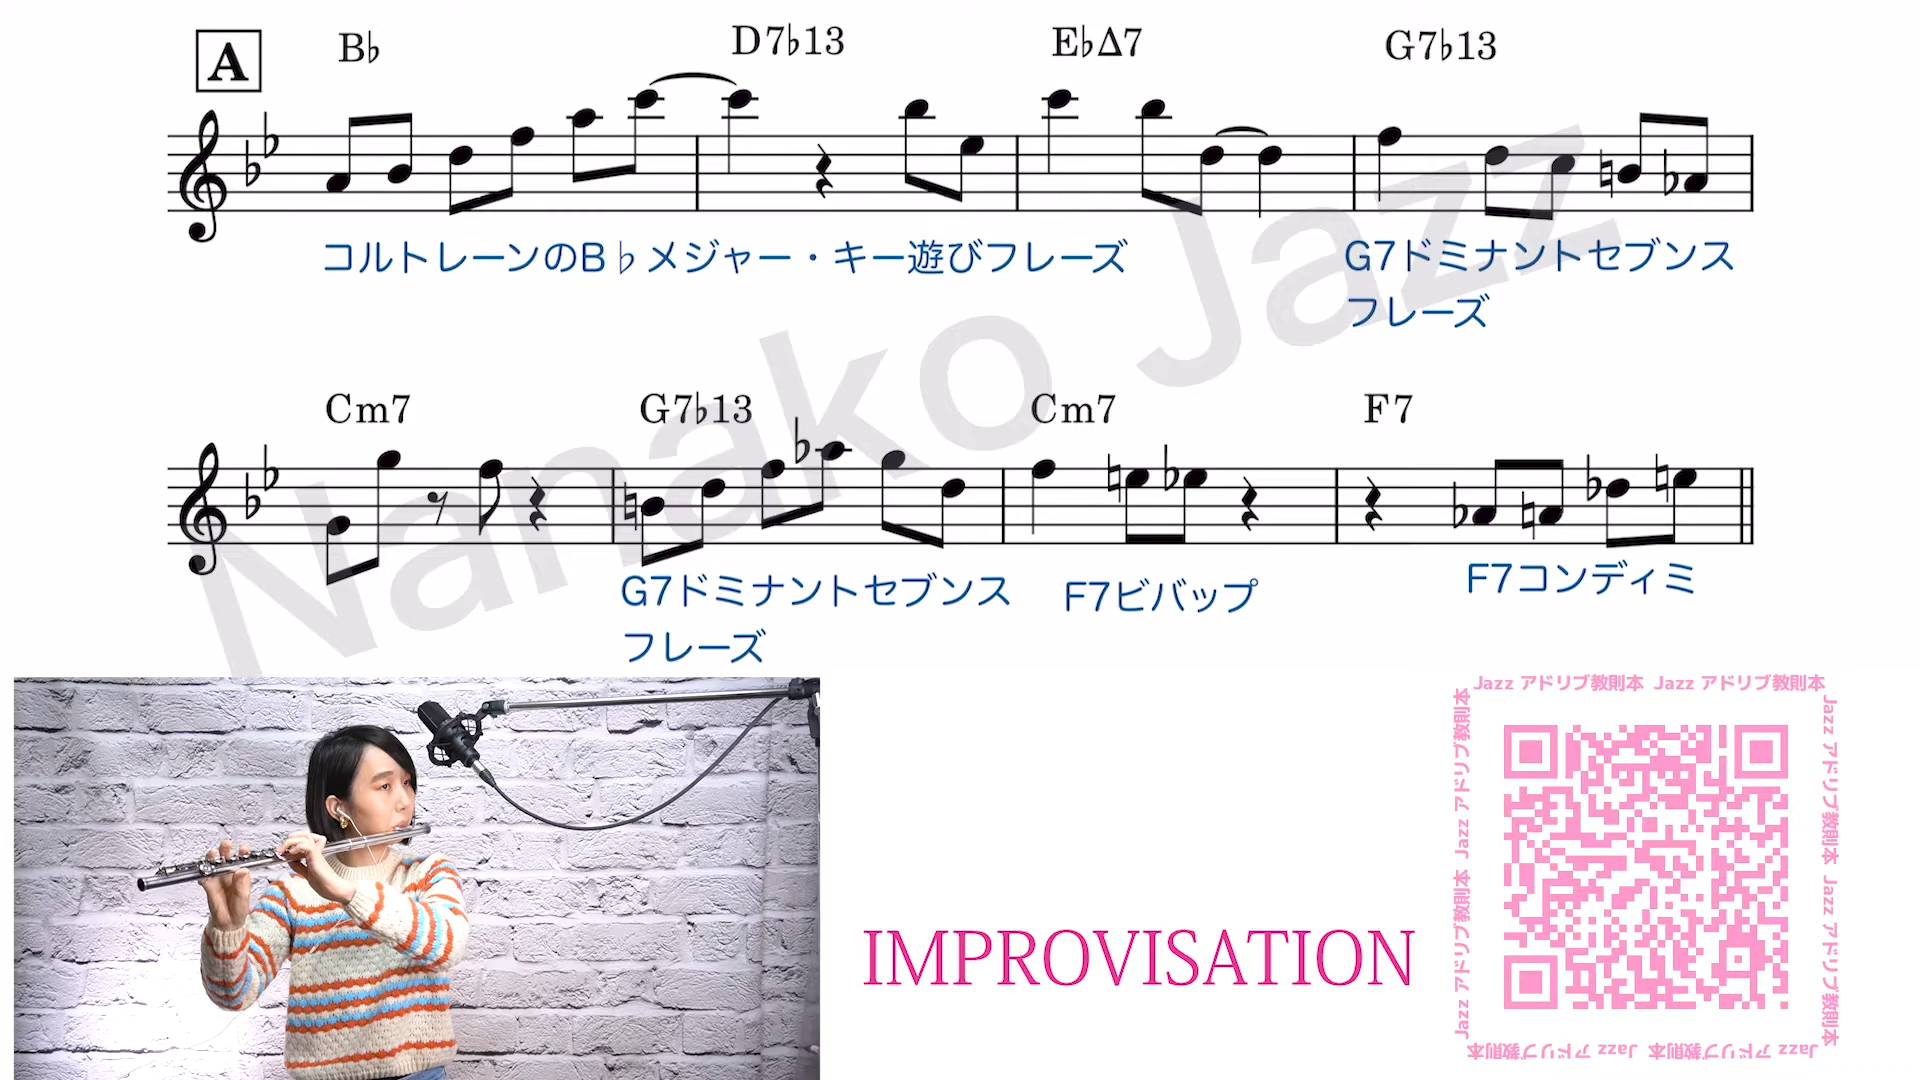 A
B♭ D7♭13 E♭Δ7 G7♭13
コルトレーンのB♭メジャー・キー遊びフレーズ
G7ドミナントセブンス
フレーズ
Nanako Jazz
Cm7 G7♭13 Cm7 F7
G7ドミナントセブンス
フレーズ
F7ビバップ
F7コンディミ
IMPROVISATION
Jazz アドリブ教則本 Jazz アドリブ教則本
Jazz アドリブ教則本 Jazz アドリブ教則本
Jazz アドリブ教則本 Jazz アドリブ教則本
Jazz アドリブ教則本 Jazz アドリブ教則本